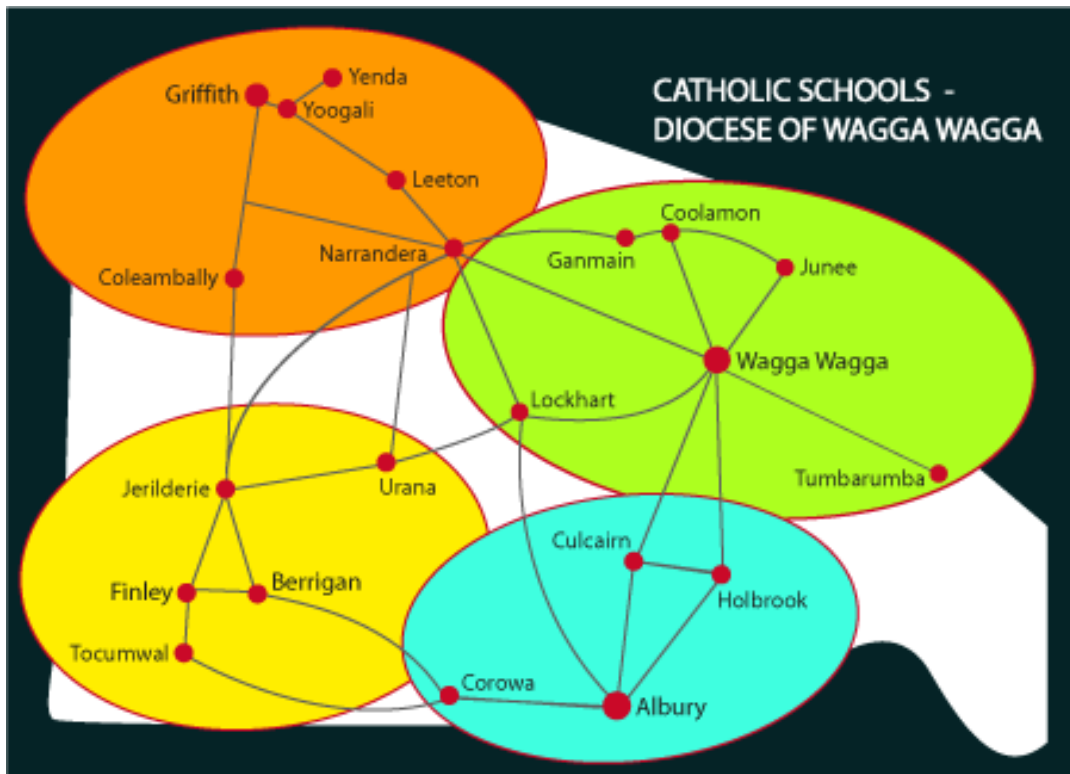 CATHOLIC SCHOOLS -
DIOCESE OF WAGGA WAGGA
Yenda
Griffith
Yoogali
Leeton
Narrandera
Coleambally
Coolamon
Ganmain
Junee
Wagga Wagga
Lockhart
Tumbarumba
Jerilderie
Urana
Finley
Berrigan
Tocumwal
Culcairn
Holbrook
Corowa
Albury